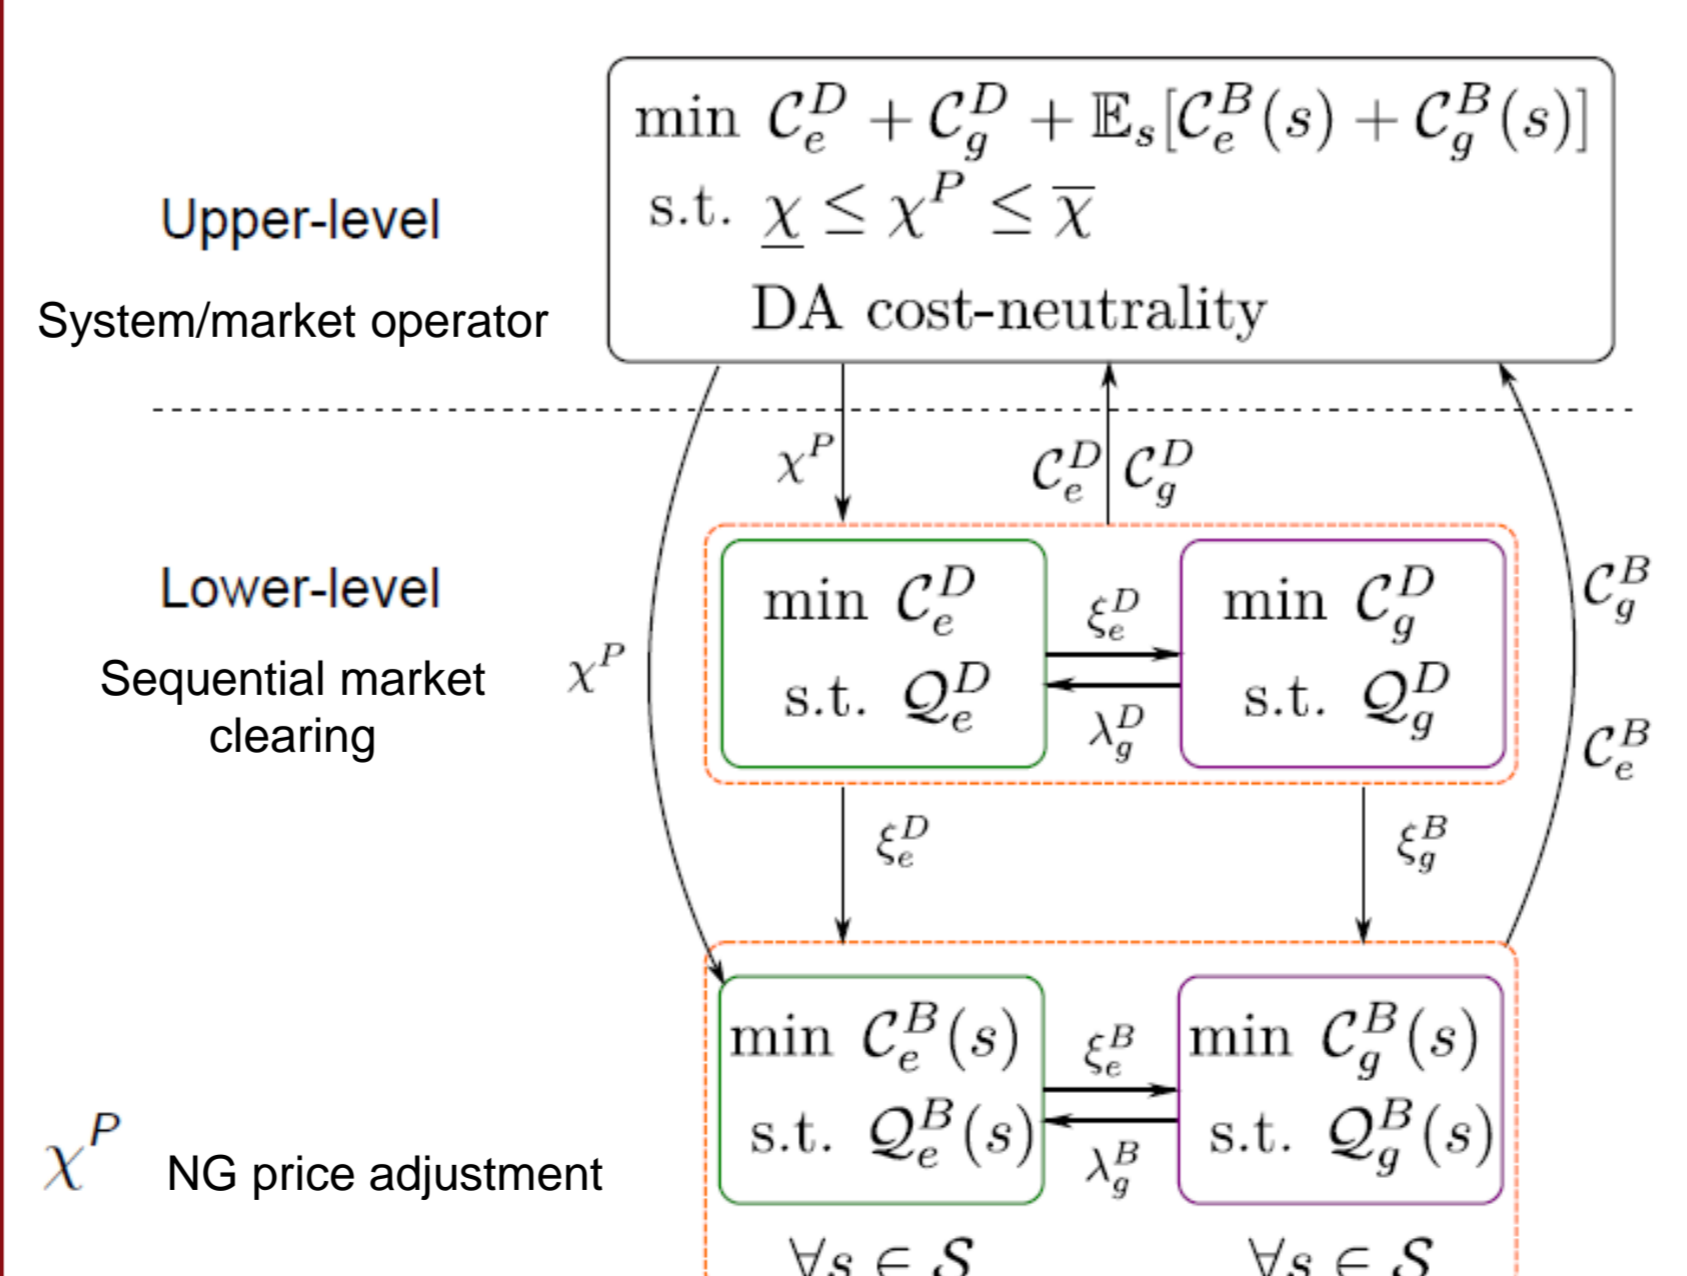 min 𝒞_e^D + 𝒞_g^D + 𝔼_s[𝒞_e^B(s) + 𝒞_g^B(s)]
s.t. χ̲ ≤ χ^P ≤ χ̅
DA cost-neutrality
Upper-level
System/market operator
χ^P
𝒞_e^D 𝒞_g^D
Lower-level
Sequential market
clearing
χ^P
min 𝒞_e^D
s.t. 𝒬_e^D
ξ_e^D
λ_g^D
min 𝒞_g^D
s.t. 𝒬_g^D
𝒞_g^B
𝒞_e^B
ξ_e^D
ξ_g^B
min 𝒞_e^B(s)
s.t. 𝒬_e^B(s)
ξ_e^B
λ_g^B
min 𝒞_g^B(s)
s.t. 𝒬_g^B(s)
χ^P NG price adjustment
∀s ∈ 𝒮
∀s ∈ 𝒮